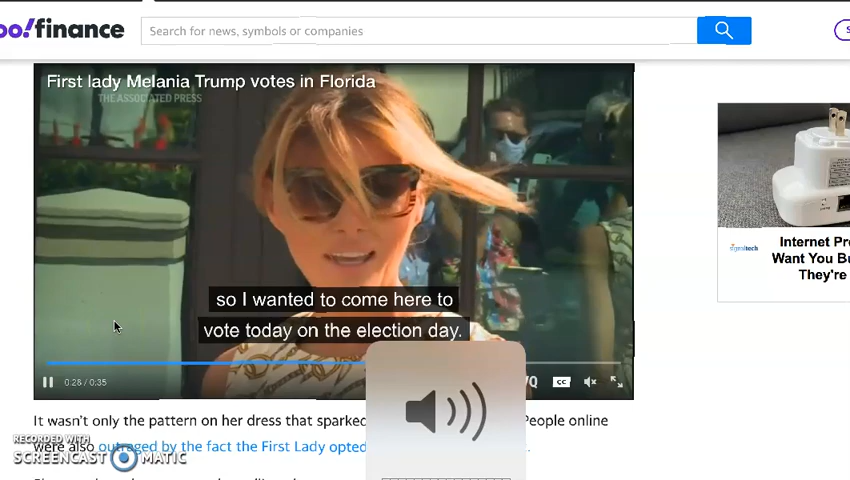 oo!finance
Search for news, symbols or companies
First lady Melania Trump votes in Florida
THE ASSOCIATED PRESS
so I wanted to come here to
vote today on the election day.
0:28 / 0:35
CC
Internet Pr
Want You Bu
They're
It wasn't only the pattern on her dress that sparked
People online
were also outraged by the fact the First Lady opted
RECORDED WITH
SCREENCAST MATIC